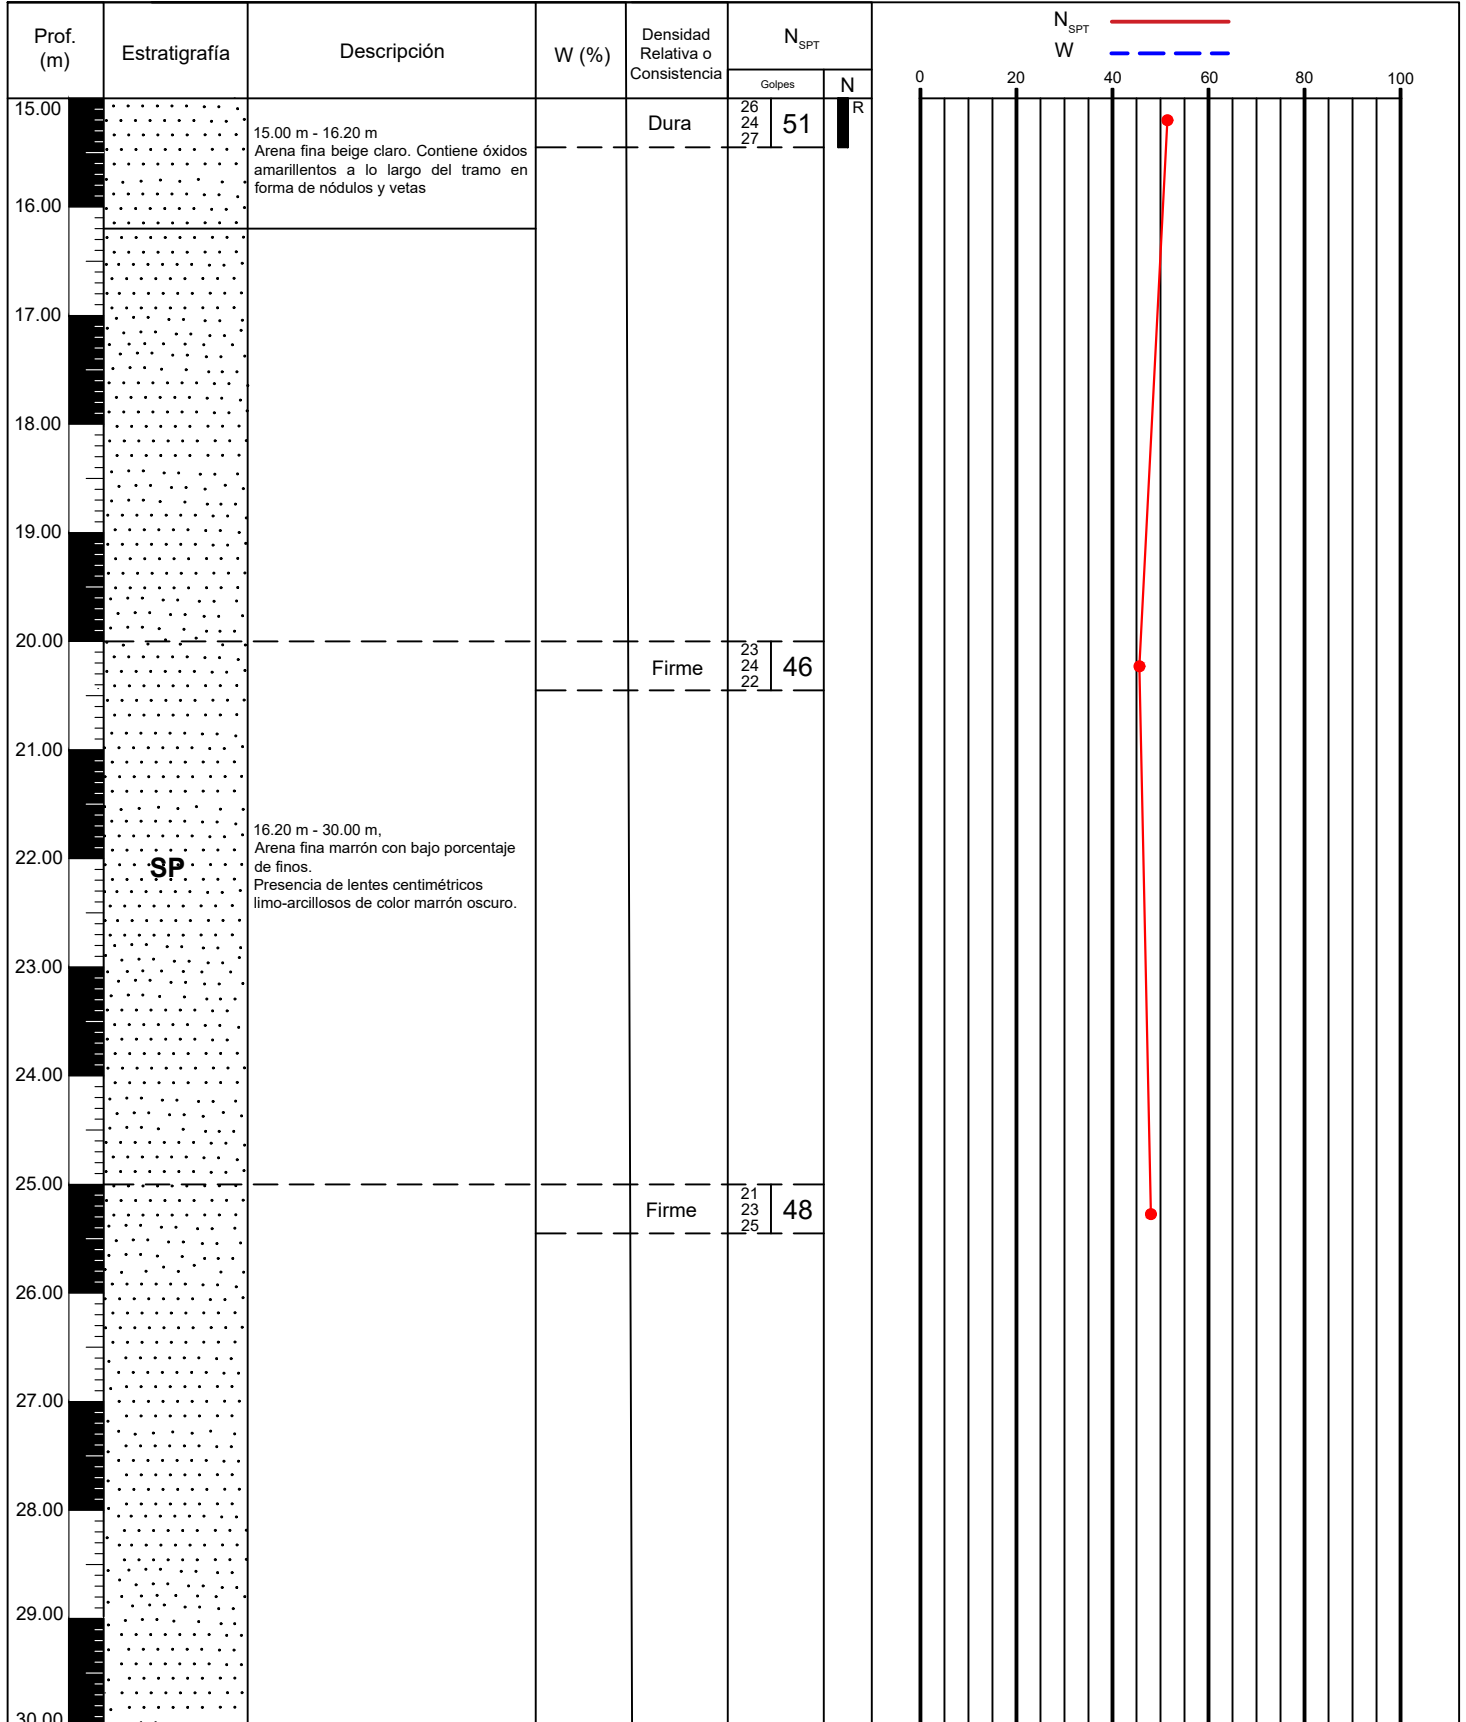 Prof.
(m)
Estratigrafía
Descripción
W (%)
Densidad
Relativa o
Consistencia
N SPT
Golpes
N
N SPT
W
0 20 40 60 80 100
15.00
15.00 m - 16.20 m
Arena fina beige claro. Contiene óxidos
amarillentos a lo largo del tramo en
forma de nódulos y vetas
Dura
26
24
27
51
R
16.00
17.00
18.00
19.00
20.00
Firme
23
24
22
46
21.00
16.20 m - 30.00 m,
Arena fina marrón con bajo porcentaje
de finos.
Presencia de lentes centimétricos
limo-arcillosos de color marrón oscuro.
22.00
SP
23.00
24.00
25.00
Firme
21
23
25
48
26.00
27.00
28.00
29.00
30.00